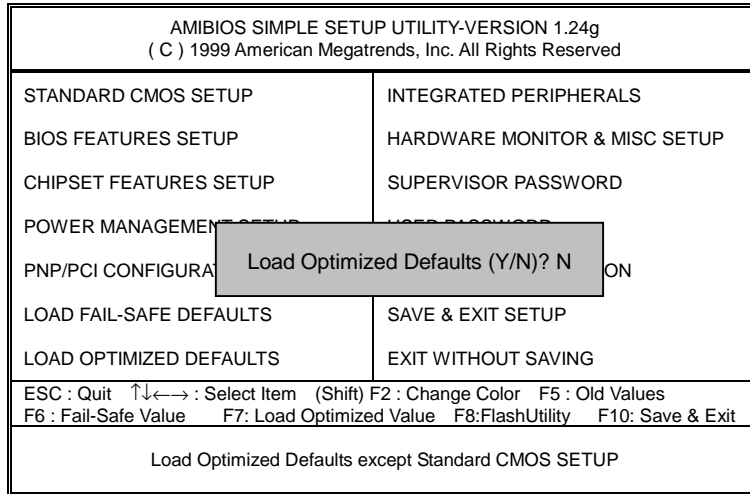 AMIBIOS SIMPLE SETUP UTILITY-VERSION 1.24g
( C ) 1999 American Megatrends, Inc. All Rights Reserved
STANDARD CMOS SETUP
BIOS FEATURES SETUP
CHIPSET FEATURES SETUP
POWER
PNP/PCI
LOAD FAIL-SAFE DEFAULTS
LOAD OPTIMIZED DEFAULTS
INTEGRATED PERIPHERALS
HARDWARE MONITOR & MISC SETUP
SUPERVISOR PASSWORD
SAVE & EXIT SETUP
EXIT WITHOUT SAVING
Load Optimized Defaults (Y/N)? N
ESC : Quit ↑↓←→ : Select Item (Shift) F2 : Change Color F5 : Old Values
F6 : Fail-Safe Value F7: Load Optimized Value F8:FlashUtility F10: Save & Exit
Load Optimized Defaults except Standard CMOS SETUP